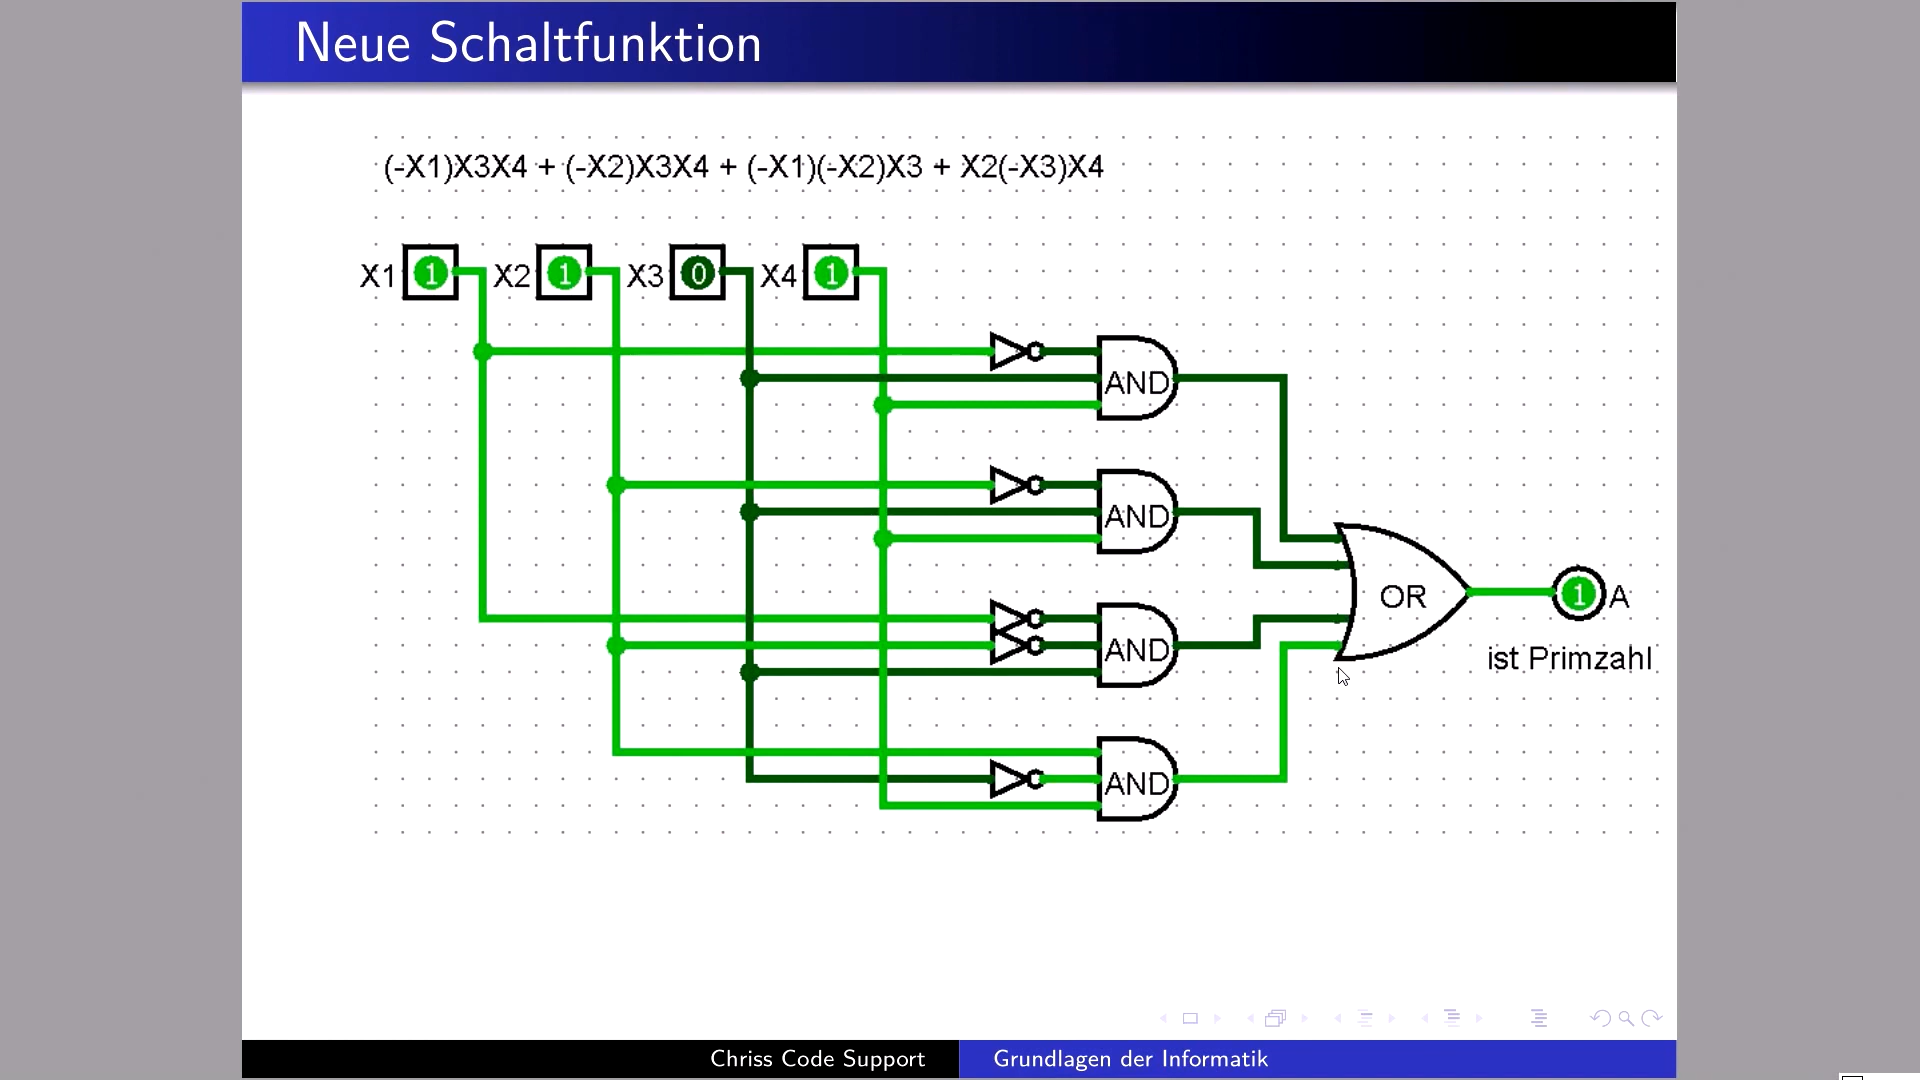 Neue Schaltfunktion
(-X1)X3X4 + (-X2)X3X4 + (-X1)(-X2)X3 + X2(-X3)X4
X1 1 X2 1 X3 0 X4 1
AND
AND
OR
1 A
AND
ist Primzahl
AND
Chriss Code Support
Grundlagen der Informatik